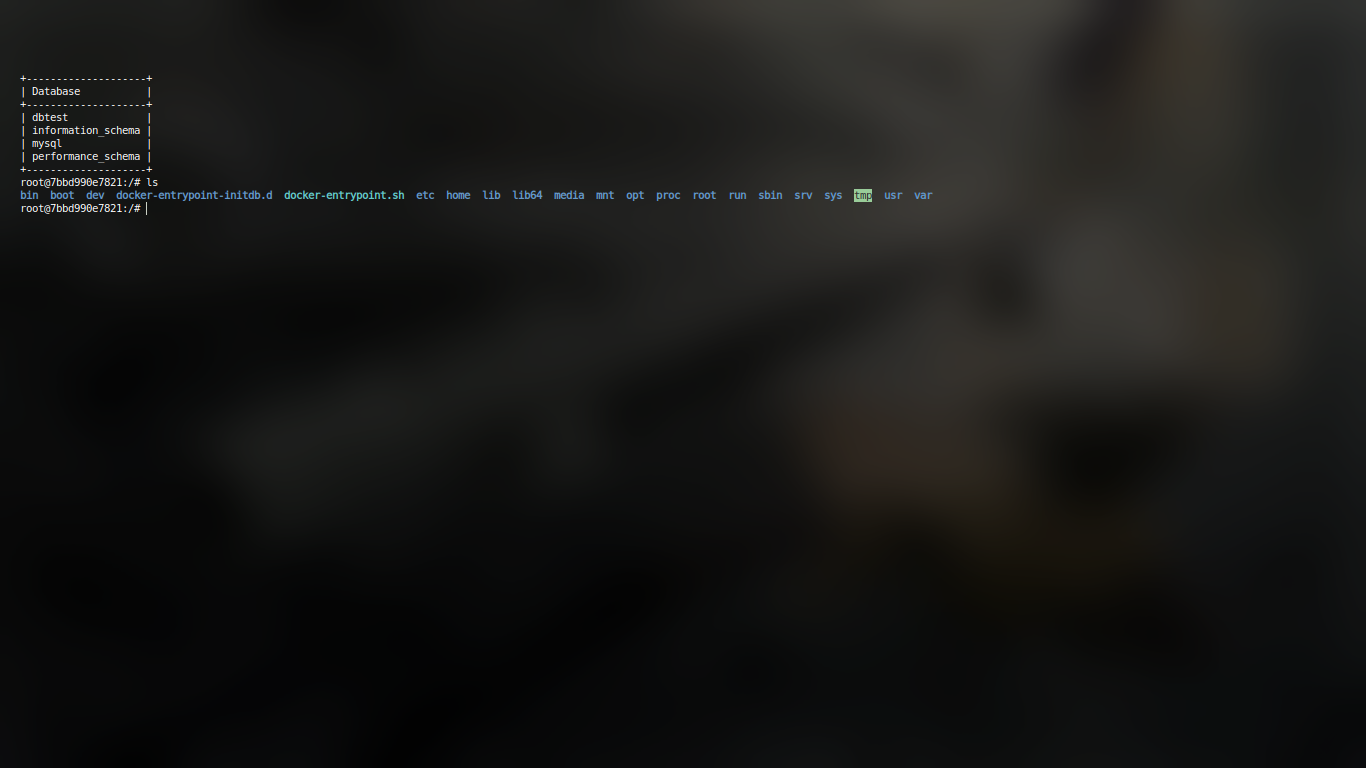 +--------------------+
| Database           |
+--------------------+
| dbtest             |
| information_schema |
| mysql              |
| performance_schema |
+--------------------+
root@7bbd990e7821:/# ls
bin  boot  dev  docker-entrypoint-initdb.d  docker-entrypoint.sh  etc  home  lib  lib64  media  mnt  opt  proc  root  run  sbin  srv  sys  tmp  usr  var
root@7bbd990e7821:/#